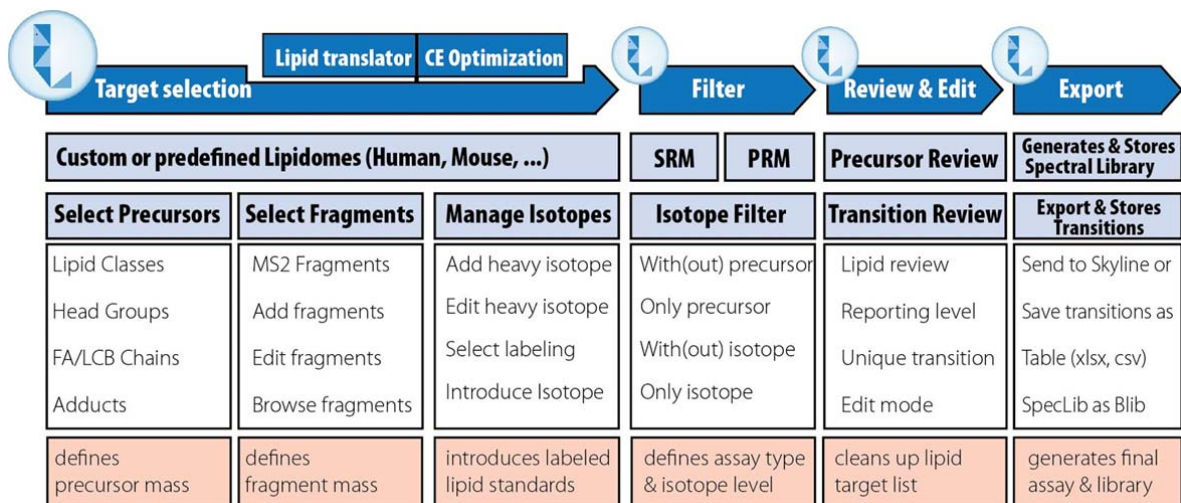 Lipid translator
CE Optimization
Target selection
Filter
Review & Edit
Export
Custom or predefined Lipidomes (Human, Mouse, ...)
SRM
PRM
Precursor Review
Generates & Stores
Spectral Library
Select Precursors
Select Fragments
Manage Isotopes
Isotope Filter
Transition Review
Export & Stores
Transitions
Lipid Classes
Head Groups
FA/LCB Chains
Adducts
MS2 Fragments
Add fragments
Edit fragments
Browse fragments
Add heavy isotope
Edit heavy isotope
Select labeling
Introduce Isotope
With(out) precursor
Only precursor
With(out) isotope
Only isotope
Lipid review
Reporting level
Unique transition
Edit mode
Send to Skyline or
Save transitions as
Table (xlsx, csv)
SpecLib as Blib
defines
precursor mass
defines
fragment mass
introduces labeled
lipid standards
defines assay type
& isotope level
cleans up lipid
target list
generates final
assay & library